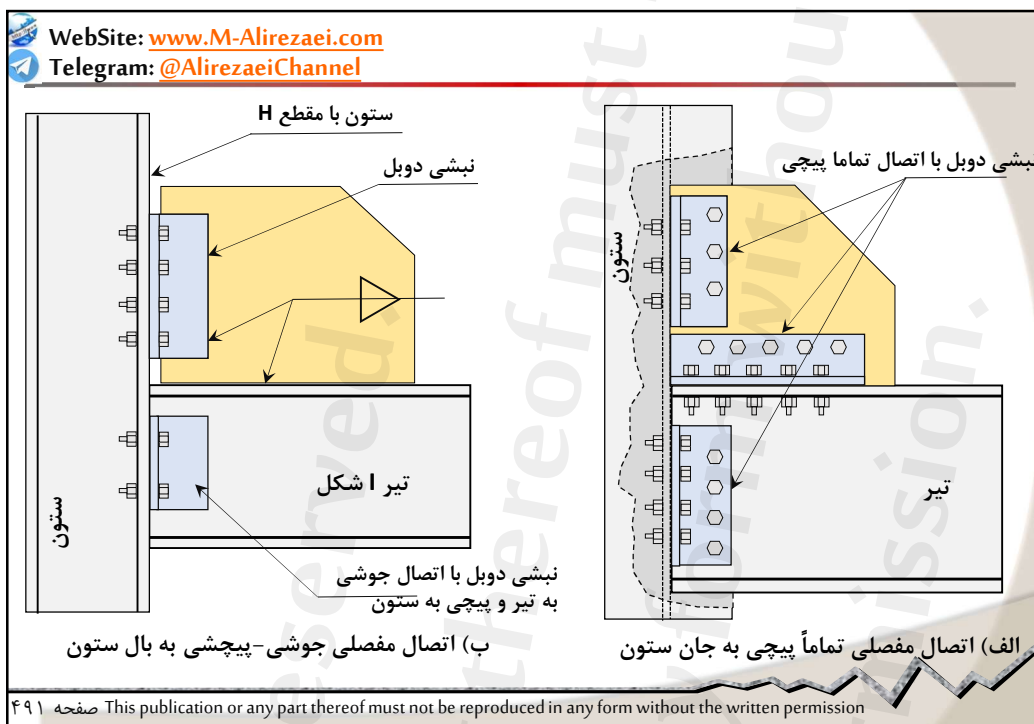 WebSite: www.M-Alirezaei.com
Telegram: @AlirezaeiChannel
ستون با مقطع H
نبشی دوبل
نبشی دوبل با اتصال تماما پیچی
ستون
ستون
تیر I شکل
تیر
نبشی دوبل با اتصال جوشی
به تیر و پیچی به ستون
الف) اتصال مفصلی تماماً پیچی به جان ستون
ب) اتصال مفصلی جوشی-پیچشی به بال ستون
صفحه ۴۹۱ This publication or any part thereof must not be reproduced in any form without the written permission